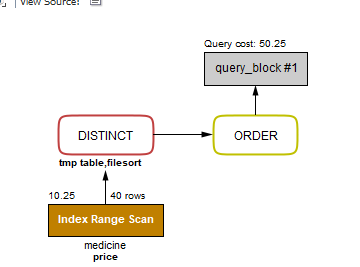 View Source:
Query cost: 50.25
query_block #1
DISTINCT
ORDER
tmp table,filesort
10.25
40 rows
Index Range Scan
medicine
price